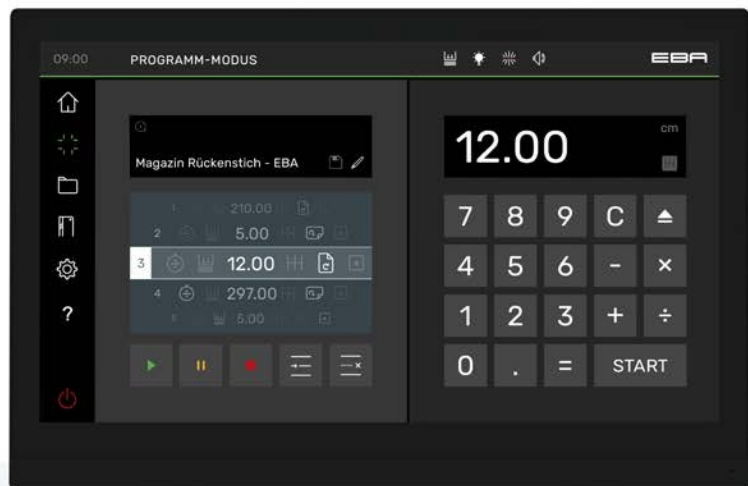 09:00 PROGRAMM-MODUS EBA
Magazin Rückenstich - EBA
1 210.00
2 5.00
3 12.00
4 297.00
5 5.00
?
12.00 cm
7 8 9 C
4 5 6 - ×
1 2 3 + ÷
0 . = START